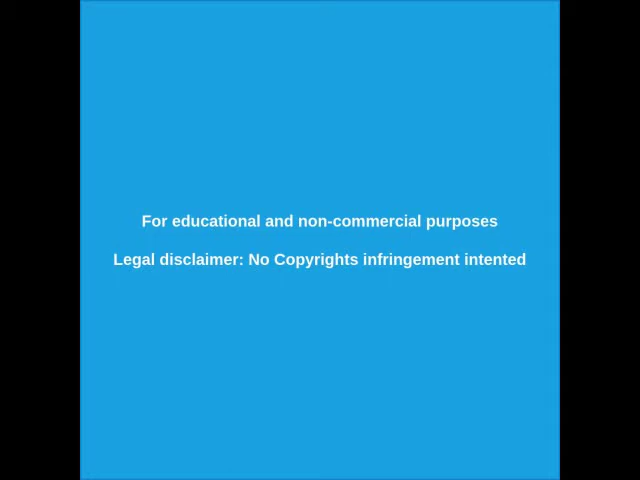 For educational and non-commercial purposes
Legal disclaimer: No Copyrights infringement intented